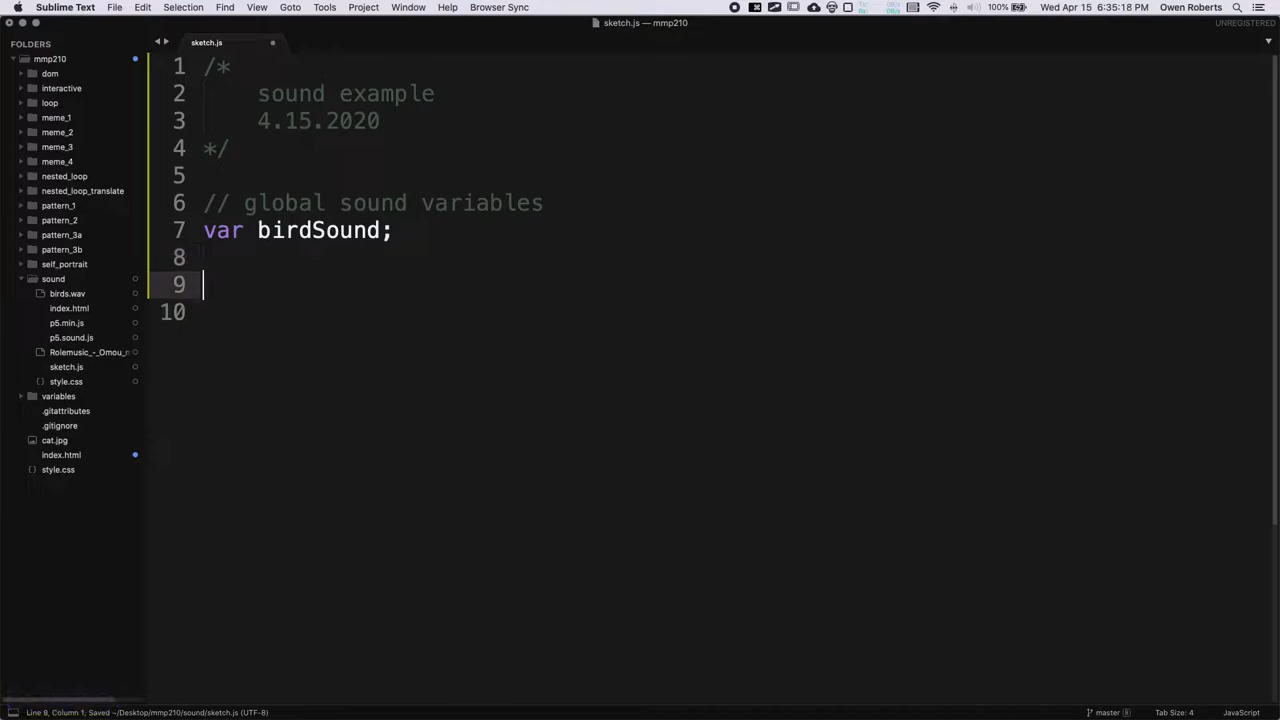 Sublime Text File Edit Selection Find View Goto Tools Project Window Help Browser Sync 100% Wed Apr 15 6:35:18 PM Owen Roberts
sketch.js — mmp210
UNREGISTERED
FOLDERS
mmp210
dom
interactive
loop
meme_1
meme_2
meme_3
meme_4
nested_loop
nested_loop_translate
pattern_1
pattern_2
pattern_3a
pattern_3b
self_portrait
sound
birds.wav
index.html
p5.min.js
p5.sound.js
Rolemusic_-_Omou_
sketch.js
{} style.css
variables
.gitattributes
.gitignore
cat.jpg
index.html
{} style.css
sketch.js
1 /*
2 sound example
3 4.15.2020
4 */
5
6 // global sound variables
7 var birdSound;
8
9
10
Line 9, Column 1; Saved ~/Desktop/mmp210/sound/sketch.js (UTF-8)
master 8 Tab Size: 4 JavaScript